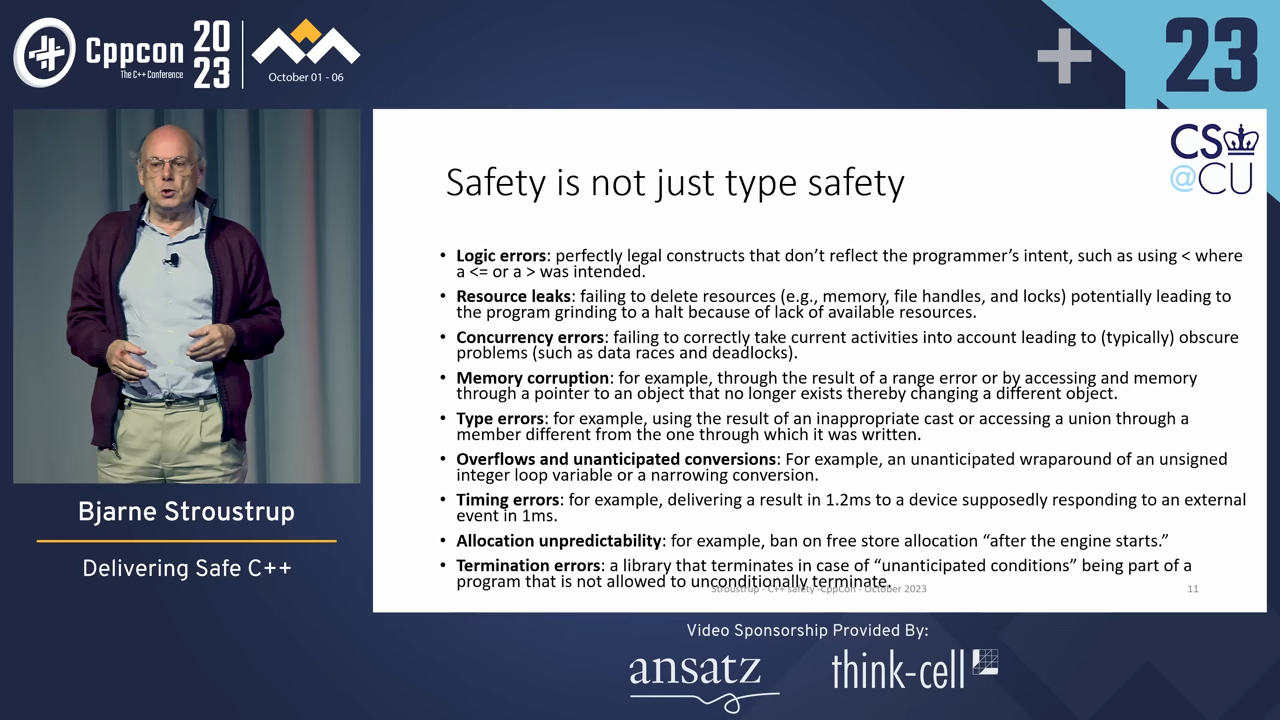 Cppcon
The C++ Conference
20
23
October 01 - 06
23
CS
@CU
Safety is not just type safety
• Logic errors: perfectly legal constructs that don’t reflect the programmer’s intent, such as using < where
a <= or a > was intended.
• Resource leaks: failing to delete resources (e.g., memory, file handles, and locks) potentially leading to
the program grinding to a halt because of lack of available resources.
• Concurrency errors: failing to correctly take current activities into account leading to (typically) obscure
problems (such as data races and deadlocks).
• Memory corruption: for example, through the result of a range error or by accessing and memory
through a pointer to an object that no longer exists thereby changing a different object.
• Type errors: for example, using the result of an inappropriate cast or accessing a union through a
member different from the one through which it was written.
• Overflows and unanticipated conversions: For example, an unanticipated wraparound of an unsigned
integer loop variable or a narrowing conversion.
• Timing errors: for example, delivering a result in 1.2ms to a device supposedly responding to an external
event in 1ms.
• Allocation unpredictability: for example, ban on free store allocation “after the engine starts.”
• Termination errors: a library that terminates in case of “unanticipated conditions” being part of a
program that is not allowed to unconditionally terminate.
Stroustrup - C++ safety -CppCon - October 2023
11
Bjarne Stroustrup
Delivering Safe C++
Video Sponsorship Provided By:
ansatz
think-cell